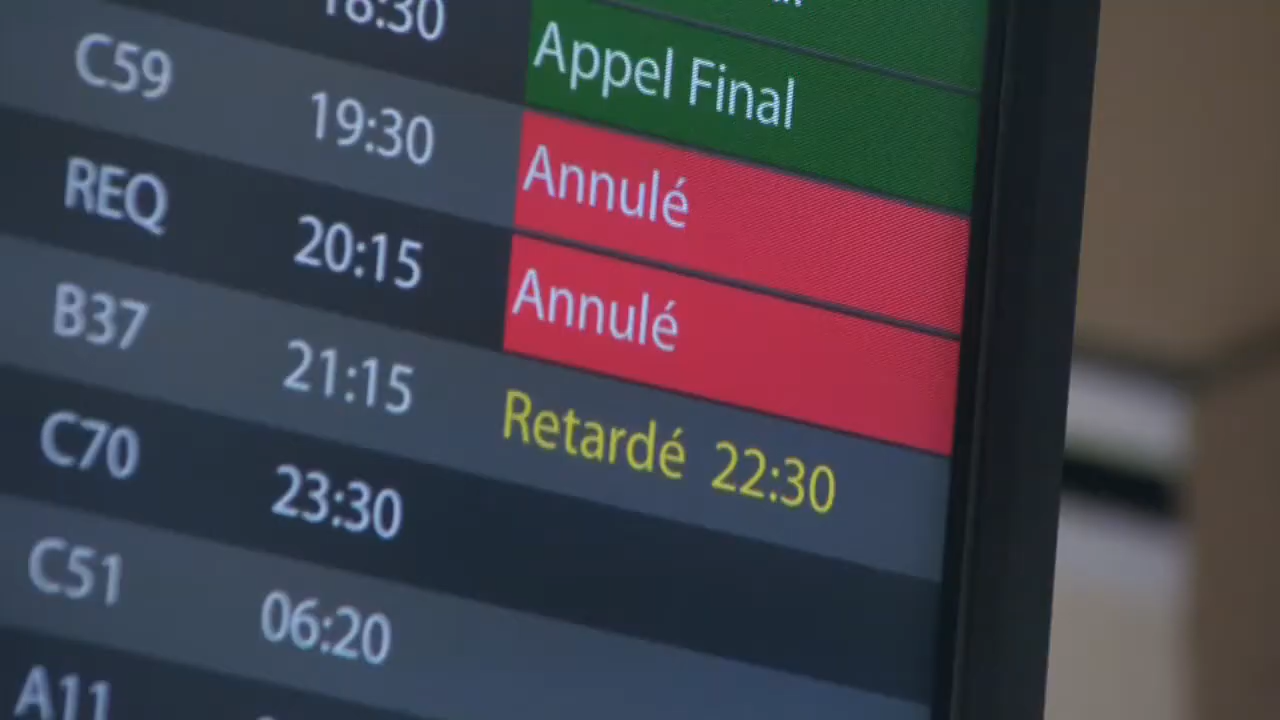 18:30 Appel Final
C59 19:30 Annulé
REQ 20:15 Annulé
B37 21:15 Retardé 22:30
C70 23:30
C51 06:20
A11